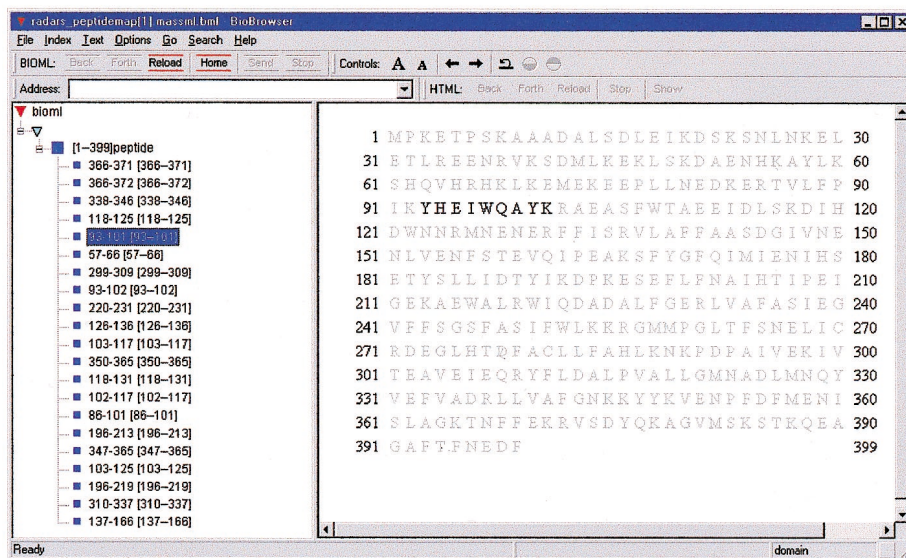 radars_peptidemap[1] massml.bml - BioBrowser
File Index Text Options Go Search Help
BIOML: Back Forth Reload Home Send Stop Controls: A A
Address: HTML: Back Forth Reload Stop Show
bioml
[1-399]peptide
366-371 [366-371]
366-372 [366-372]
338-346 [338-346]
118-125 [118-125]
93-101 [93-101]
57-66 [57-66]
299-309 [299-309]
93-102 [93-102]
220-231 [220-231]
126-136 [126-136]
103-117 [103-117]
350-365 [350-365]
118-131 [118-131]
102-117 [102-117]
86-101 [86-101]
196-213 [196-213]
347-365 [347-365]
103-125 [103-125]
196-219 [196-219]
310-337 [310-337]
137-166 [137-166]
1 MPKETPSKAAADALSDLEIKDSKSNLNKEL 30
31 ETLREENRVKSDMLKEKLSKDAENHKAYLK 60
61 SHQVHRHKLKEMEKEEPLLNEDKERTVLFP 90
91 IKYHEIWQAYKRAEASFWTAEEIDLSKDIH 120
121 DWNNRMNENERFFISRVLAFFAASDGIVNE 150
151 NLVENFSTEVQIPEAKSFYGFQIMIENIHS 180
181 ETYSLLIDTYIKDPKESEFLFNAIHTIPEI 210
211 GEKAEWALRWIQDADALFGERLVAFASIEG 240
241 VFFSGSFASIFWLKKRGMMPGLTFSNELIC 270
271 RDEGLHTDFACLLFAHLKNKPDPAIVEKIV 300
301 TEAVEIEQRYFLDALPVALLGMNADLMNQY 330
331 VEFVADRLLVAFGNKKYYKVENPFDFMENI 360
361 SLAGKTNFFEKRVSDYQKAGVMSKSTKQEA 390
391 GAFTFNEDF 399
Ready domain